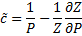 c̃ = 1/P − 1/Z ∂Z/∂P